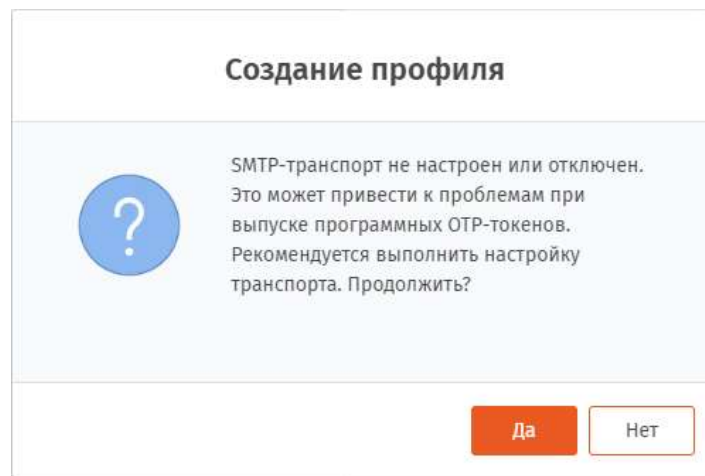 Создание профиля
SMTP-транспорт не настроен или отключен.
Это может привести к проблемам при
выпуске программных OTP-токенов.
Рекомендуется выполнить настройку
транспорта. Продолжить?
Да
Нет